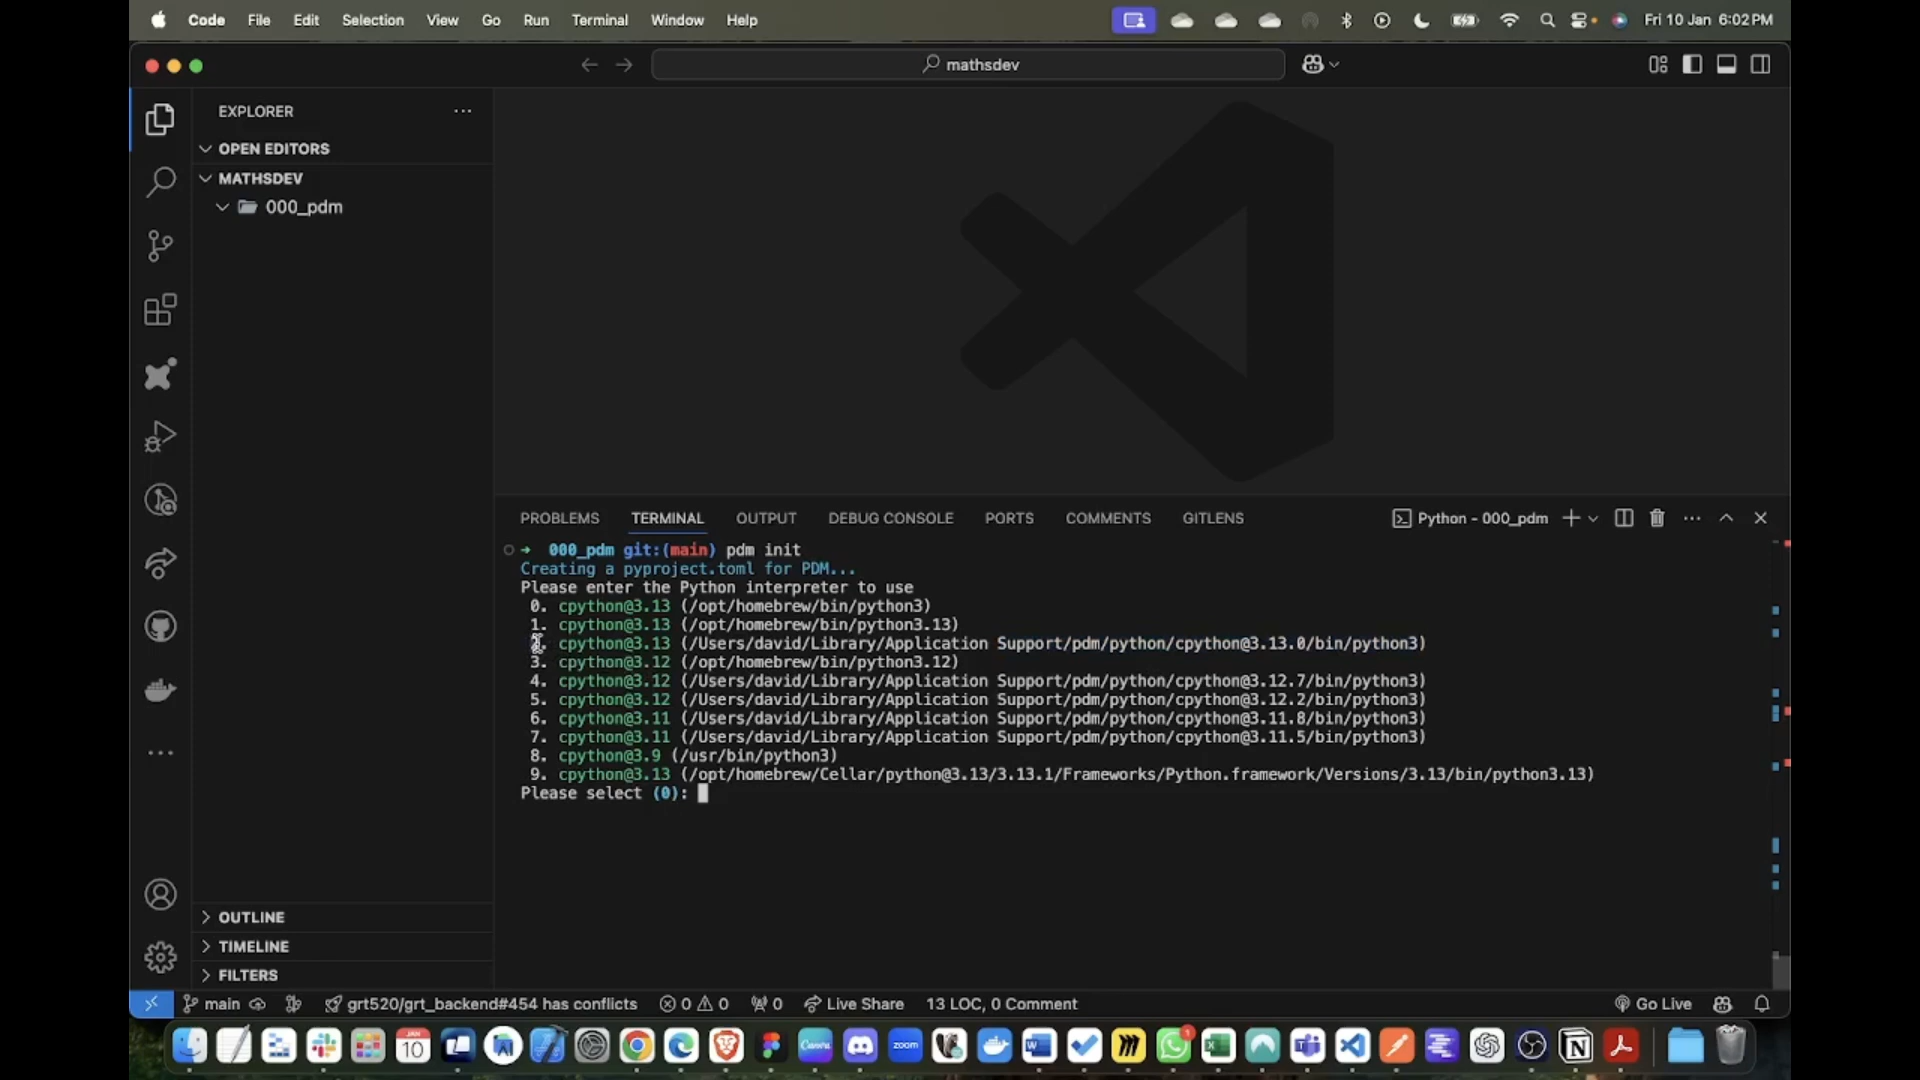 Code File Edit Selection View Go Run Terminal Window Help Fri 10 Jan 6:02 PM
mathsdev
EXPLORER
OPEN EDITORS
MATHSDEV
000_pdm
PROBLEMS TERMINAL OUTPUT DEBUG CONSOLE PORTS COMMENTS GITLENS Python - 000_pdm
000_pdm git:(main) pdm init
Creating a pyproject.toml for PDM...
Please enter the Python interpreter to use
0. cpython@3.13 (/opt/homebrew/bin/python3)
1. cpython@3.13 (/opt/homebrew/bin/python3.13)
cpython@3.13 (/Users/david/Library/Application Support/pdm/python/cpython@3.13.0/bin/python3)
3. cpython@3.12 (/opt/homebrew/bin/python3.12)
4. cpython@3.12 (/Users/david/Library/Application Support/pdm/python/cpython@3.12.7/bin/python3)
5. cpython@3.12 (/Users/david/Library/Application Support/pdm/python/cpython@3.12.2/bin/python3)
6. cpython@3.11 (/Users/david/Library/Application Support/pdm/python/cpython@3.11.8/bin/python3)
7. cpython@3.11 (/Users/david/Library/Application Support/pdm/python/cpython@3.11.5/bin/python3)
8. cpython@3.9 (/usr/bin/python3)
9. cpython@3.13 (/opt/homebrew/Cellar/python@3.13/3.13.1/Frameworks/Python.framework/Versions/3.13/bin/python3.13)
Please select (0):
OUTLINE
TIMELINE
FILTERS
main grt520/grt_backend#454 has conflicts 0 0 0 Live Share 13 LOC, 0 Comment Go Live
JAN
10
Canva
zoom
1